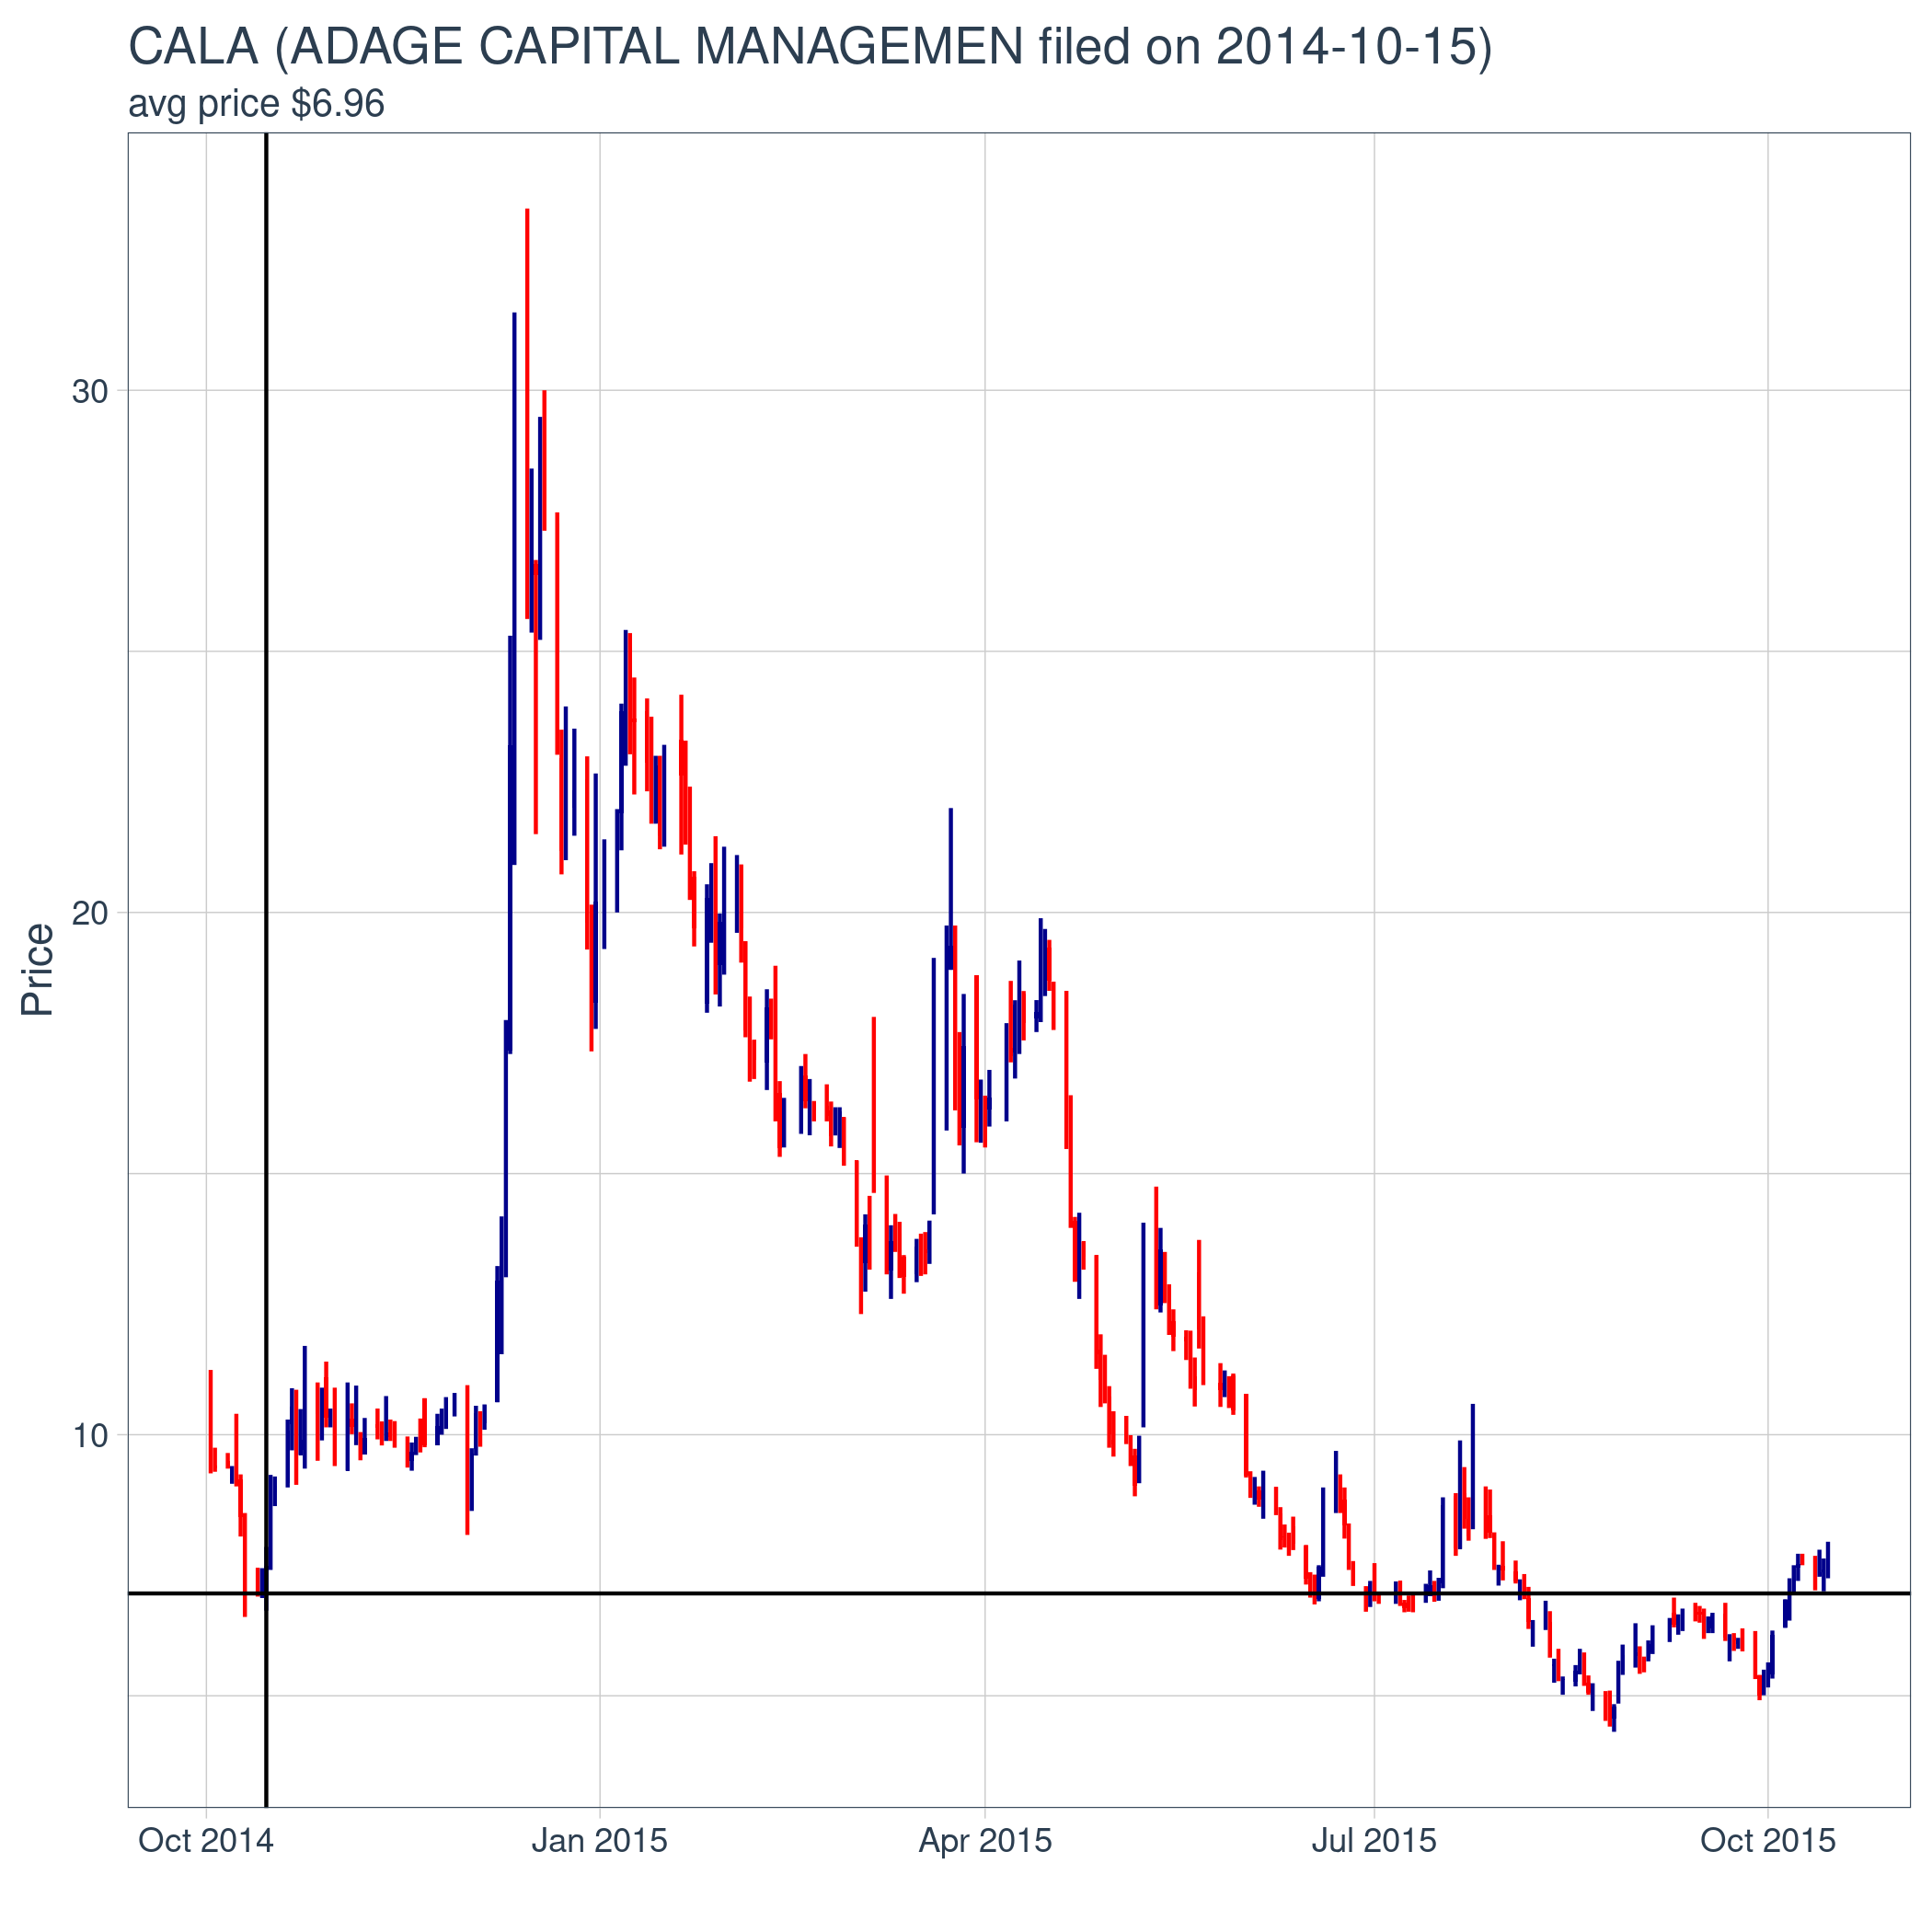 CALA (ADAGE CAPITAL MANAGEMEN filed on 2014-10-15)
avg price $6.96
30
20
10
Price
Oct 2014 Jan 2015 Apr 2015 Jul 2015 Oct 2015